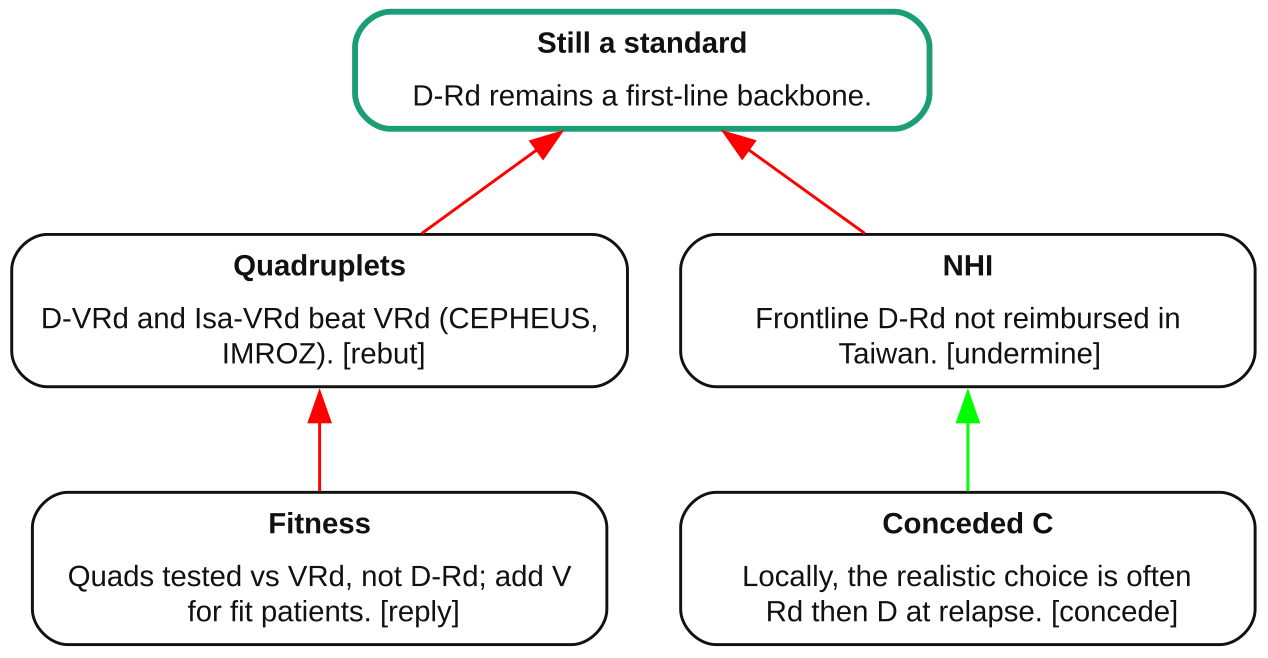 Still a standard
D-Rd remains a first-line backbone.
Quadruplets
D-VRd and Isa-VRd beat VRd (CEPHEUS,
IMROZ). [rebut]
NHI
Frontline D-Rd not reimbursed in
Taiwan. [undermine]
Fitness
Quads tested vs VRd, not D-Rd; add V
for fit patients. [reply]
Conceded C
Locally, the realistic choice is often
Rd then D at relapse. [concede]